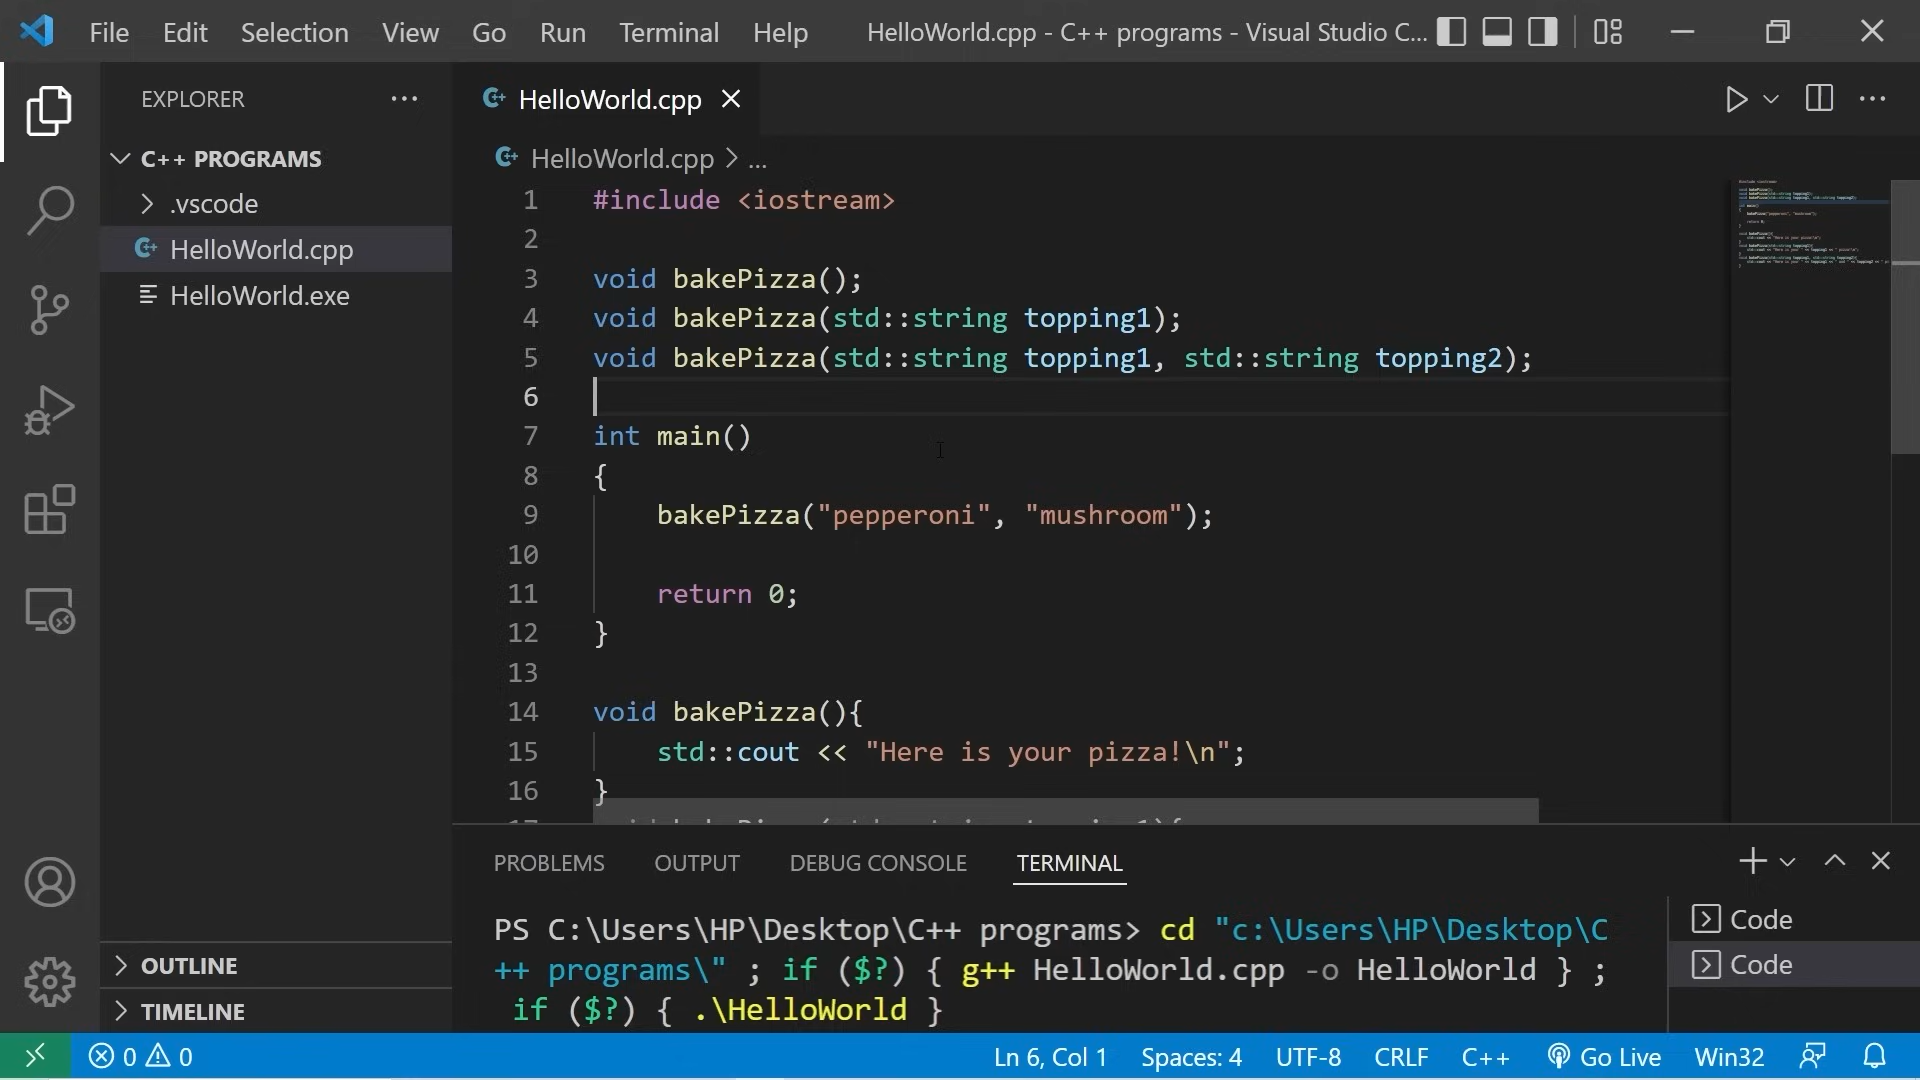 File Edit Selection View Go Run Terminal Help HelloWorld.cpp - C++ programs - Visual Studio C...
EXPLORER
C++ PROGRAMS
.vscode
HelloWorld.cpp
HelloWorld.exe
OUTLINE
TIMELINE
HelloWorld.cpp
HelloWorld.cpp > ...
1 #include <iostream>
2
3 void bakePizza();
4 void bakePizza(std::string topping1);
5 void bakePizza(std::string topping1, std::string topping2);
6
7 int main()
8 {
9 bakePizza("pepperoni", "mushroom");
10
11 return 0;
12 }
13
14 void bakePizza(){
15 std::cout << "Here is your pizza!\n";
16 }
PROBLEMS OUTPUT DEBUG CONSOLE TERMINAL
PS C:\Users\HP\Desktop\C++ programs> cd "c:\Users\HP\Desktop\C
++ programs\" ; if ($?) { g++ HelloWorld.cpp -o HelloWorld } ;
if ($?) { .\HelloWorld }
Code
Code
0 0 Ln 6, Col 1 Spaces: 4 UTF-8 CRLF C++ Go Live Win32